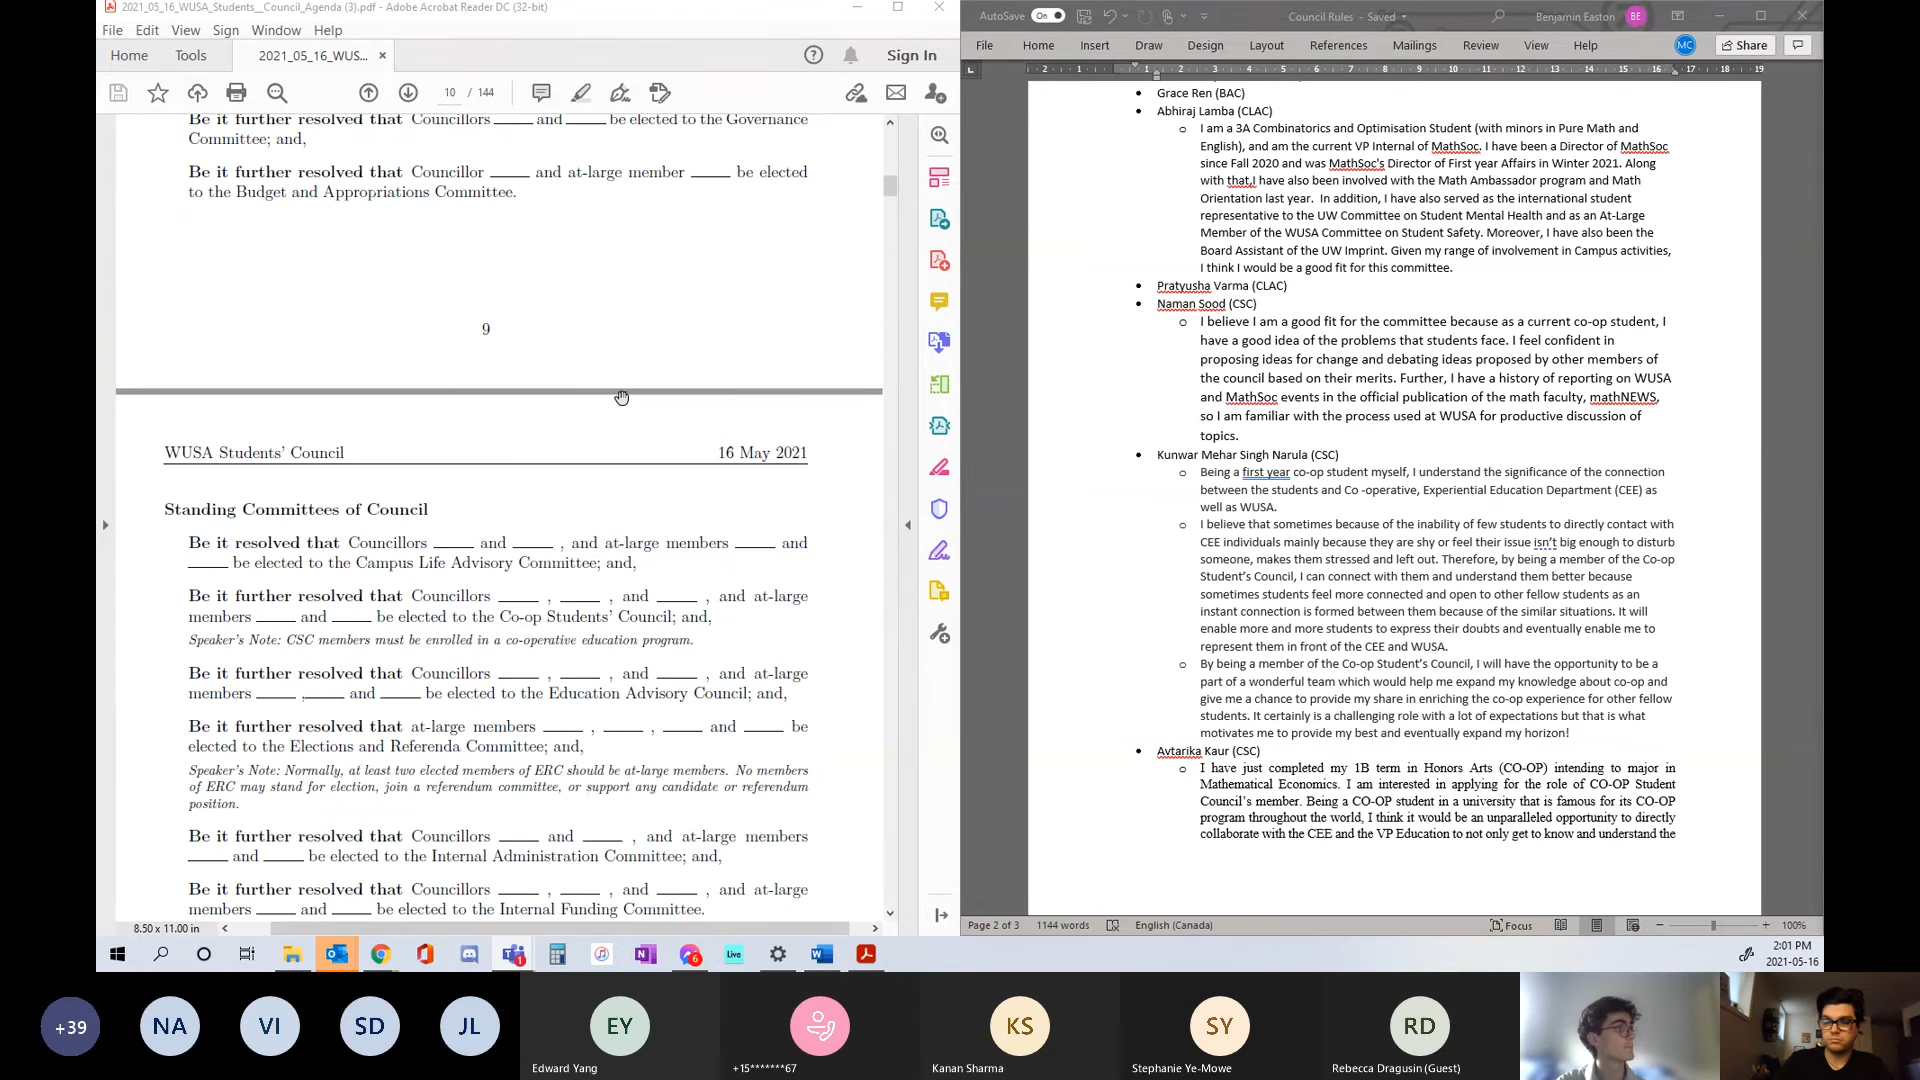 2021_05_16_WUSA_Students__Council_Agenda (3).pdf - Adobe Acrobat Reader DC (32-bit)
File Edit View Sign Window Help
Home Tools 2021_05_16_WUS... × Sign In
10 / 144
Be it further resolved that Councillors ____ and ____ be elected to the Governance
Committee; and,
Be it further resolved that Councillor ____ and at-large member ____ be elected
to the Budget and Appropriations Committee.
9
WUSA Students' Council 16 May 2021
Standing Committees of Council
Be it resolved that Councillors ____ and ____ , and at-large members ____ and
____ be elected to the Campus Life Advisory Committee; and,
Be it further resolved that Councillors ____ , ____ , and ____ , and at-large
members ____ and ____ be elected to the Co-op Students' Council; and,
Speaker's Note: CSC members must be enrolled in a co-operative education program.
Be it further resolved that Councillors ____ , ____ , and ____ , and at-large
members ____ ,____ and ____ be elected to the Education Advisory Council; and,
Be it further resolved that at-large members ____ , ____ , ____ and ____ be
elected to the Elections and Referenda Committee; and,
Speaker's Note: Normally, at least two elected members of ERC should be at-large members. No members
of ERC may stand for election, join a referendum committee, or support any candidate or referendum
position.
Be it further resolved that Councillors ____ and ____ , and at-large members
____ and ____ be elected to the Internal Administration Committee; and,
Be it further resolved that Councillors ____ , ____ , and ____ , and at-large
members ____ and ____ be elected to the Internal Funding Committee.
8.50 x 11.00 in
AutoSave On Council Rules - Saved Benjamin Easton BE
File Home Insert Draw Design Layout References Mailings Review View Help MC Share
2 1 1 2 3 4 5 6 7 8 9 10 11 12 13 14 15 17 18 19
• Grace Ren (BAC)
• Abhiraj Lamba (CLAC)
o I am a 3A Combinatorics and Optimisation Student (with minors in Pure Math and
English), and am the current VP Internal of MathSoc. I have been a Director of MathSoc
since Fall 2020 and was MathSoc's Director of First year Affairs in Winter 2021. Along
with that,I have also been involved with the Math Ambassador program and Math
Orientation last year. In addition, I have also served as the international student
representative to the UW Committee on Student Mental Health and as an At-Large
Member of the WUSA Committee on Student Safety. Moreover, I have also been the
Board Assistant of the UW Imprint. Given my range of involvement in Campus activities,
I think I would be a good fit for this committee.
• Pratyusha Varma (CLAC)
• Naman Sood (CSC)
o I believe I am a good fit for the committee because as a current co-op student, I
have a good idea of the problems that students face. I feel confident in
proposing ideas for change and debating ideas proposed by other members of
the council based on their merits. Further, I have a history of reporting on WUSA
and MathSoc events in the official publication of the math faculty, mathNEWS,
so I am familiar with the process used at WUSA for productive discussion of
topics.
• Kunwar Mehar Singh Narula (CSC)
o Being a first year co-op student myself, I understand the significance of the connection
between the students and Co -operative, Experiential Education Department (CEE) as
well as WUSA.
o I believe that sometimes because of the inability of few students to directly contact with
CEE individuals mainly because they are shy or feel their issue isn't big enough to disturb
someone, makes them stressed and left out. Therefore, by being a member of the Co-op
Student's Council, I can connect with them and understand them better because
sometimes students feel more connected and open to other fellow students as an
instant connection is formed between them because of the similar situations. It will
enable more and more students to express their doubts and eventually enable me to
represent them in front of the CEE and WUSA.
o By being a member of the Co-op Student's Council, I will have the opportunity to be a
part of a wonderful team which would help me expand my knowledge about co-op and
give me a chance to provide my share in enriching the co-op experience for other fellow
students. It certainly is a challenging role with a lot of expectations but that is what
motivates me to provide my best and eventually expand my horizon!
• Avtarika Kaur (CSC)
o I have just completed my 1B term in Honors Arts (CO-OP) intending to major in
Mathematical Economics. I am interested in applying for the role of CO-OP Student
Council's member. Being a CO-OP student in a university that is famous for its CO-OP
program throughout the world, I think it would be an unparalleled opportunity to directly
collaborate with the CEE and the VP Education to not only get to know and understand the
Page 2 of 3 1144 words English (Canada) Focus 100%
1 6 Live
2:01 PM
2021-05-16
+39 NA VI SD JL EY KS SY RD
Edward Yang +15*******67 Kanan Sharma Stephanie Ye-Mowe Rebecca Dragusin (Guest)